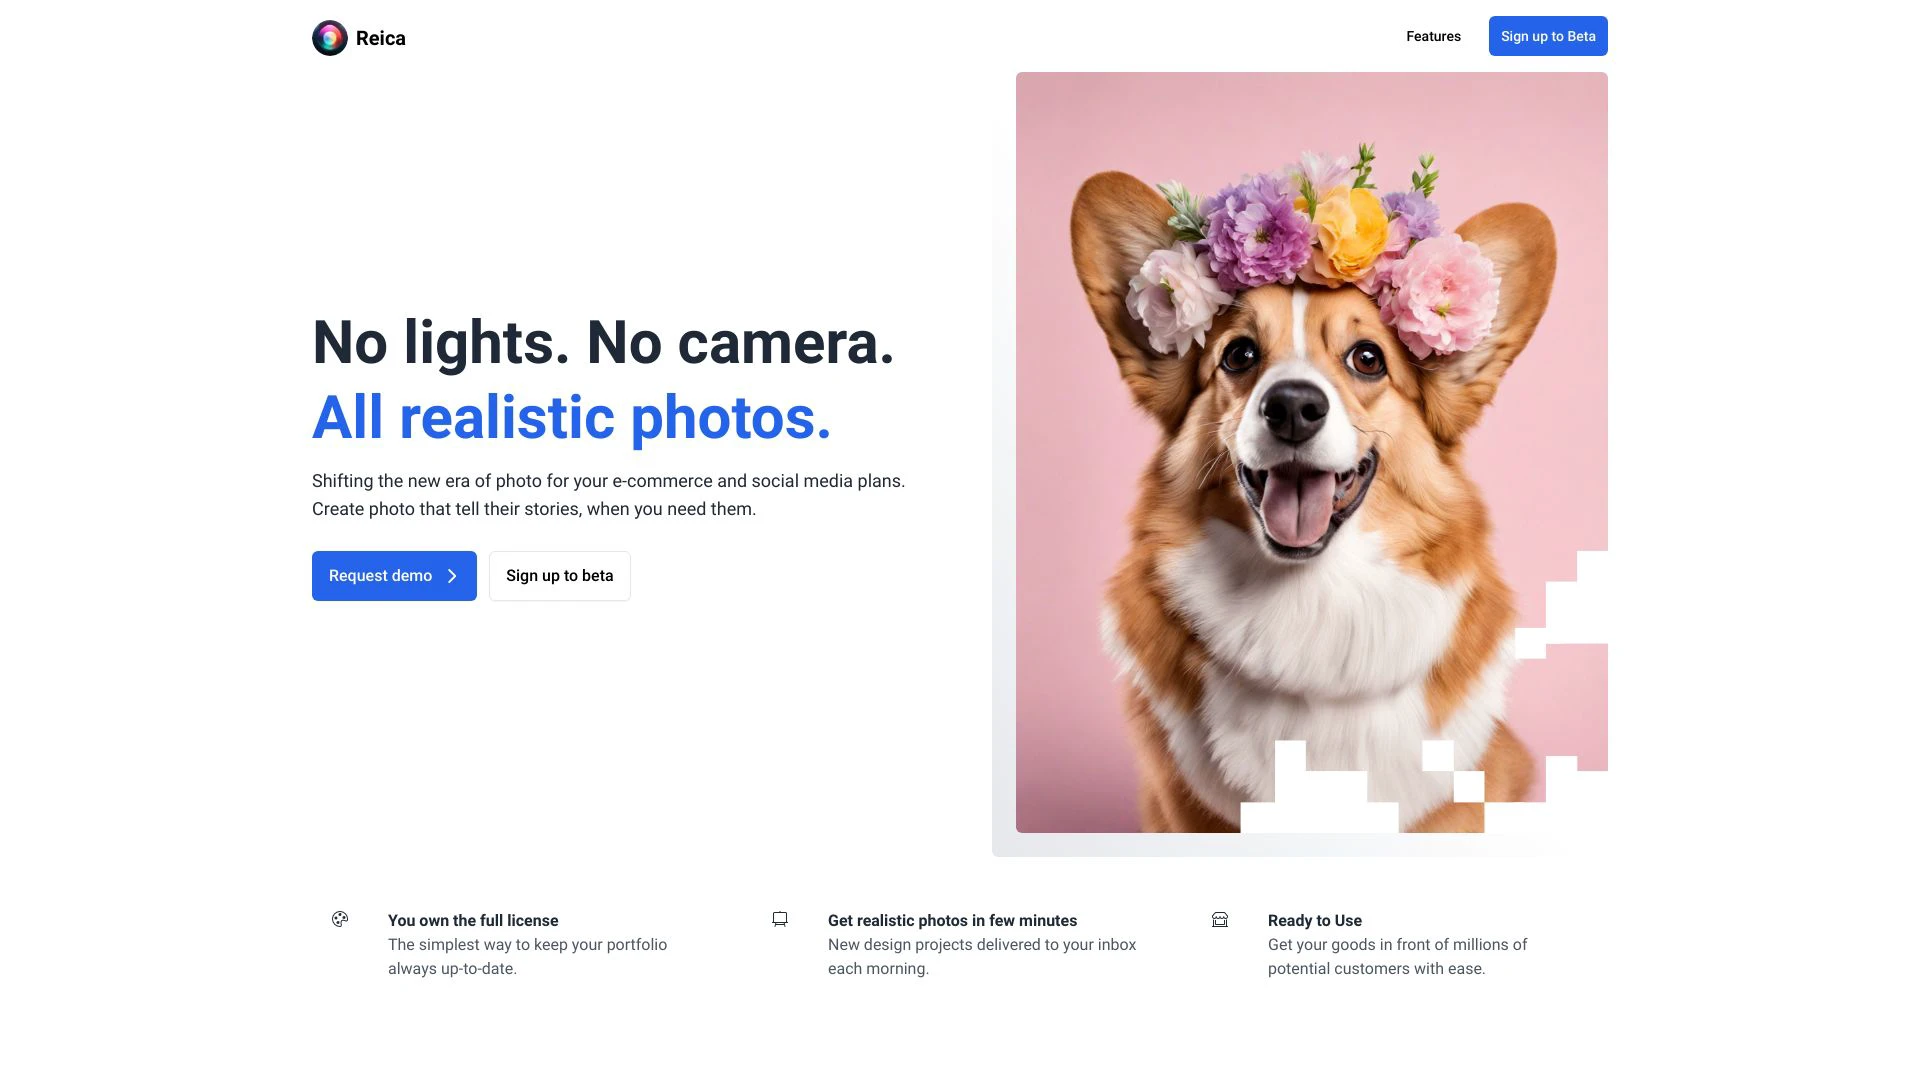 Reica
Features
Sign up to Beta
No lights. No camera.
All realistic photos.
Shifting the new era of photo for your e-commerce and social media plans.
Create photo that tell their stories, when you need them.
Request demo
Sign up to beta
You own the full license
The simplest way to keep your portfolio
always up-to-date.
Get realistic photos in few minutes
New design projects delivered to your inbox
each morning.
Ready to Use
Get your goods in front of millions of
potential customers with ease.